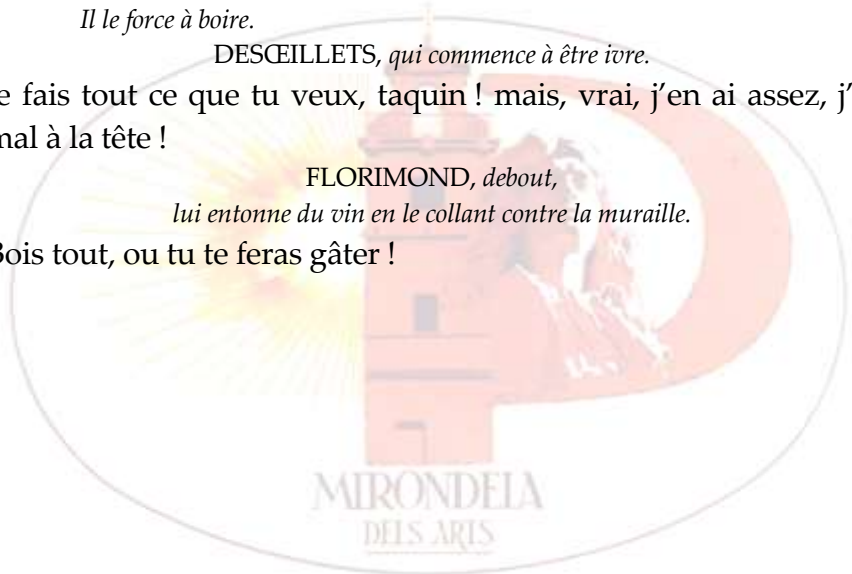 Il le force à boire.
DESŒILLETS, qui commence à être ivre.
e fais tout ce que tu veux, taquin ! mais, vrai, j’en ai assez, j’
mal à la tête !
FLORIMOND, debout,
lui entonne du vin en le collant contre la muraille.
Bois tout, ou tu te feras gâter !
MIRONDELA
DELS ARTS